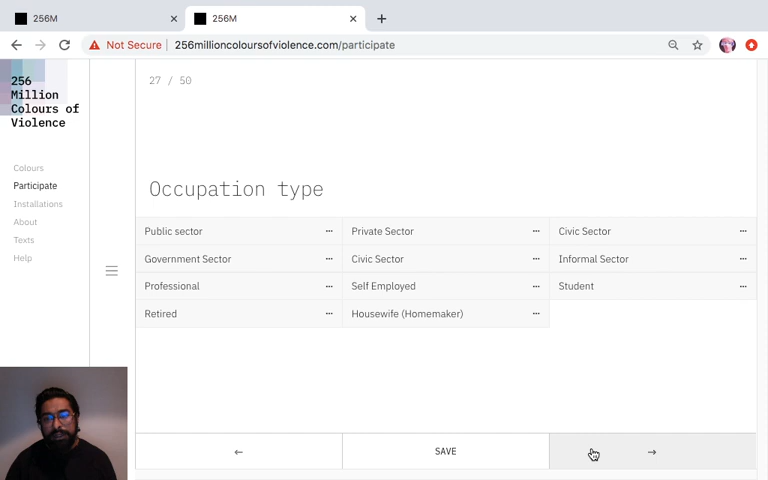 256M
256M
Not Secure
256millioncoloursofviolence.com/participate
256
Million
Colours of
Violence
Colours
Participate
Installations
About
Texts
Help
27 / 50
Occupation type
Public sector
Private Sector
Civic Sector
Government Sector
Civic Sector
Informal Sector
Professional
Self Employed
Student
Retired
Housewife (Homemaker)
SAVE